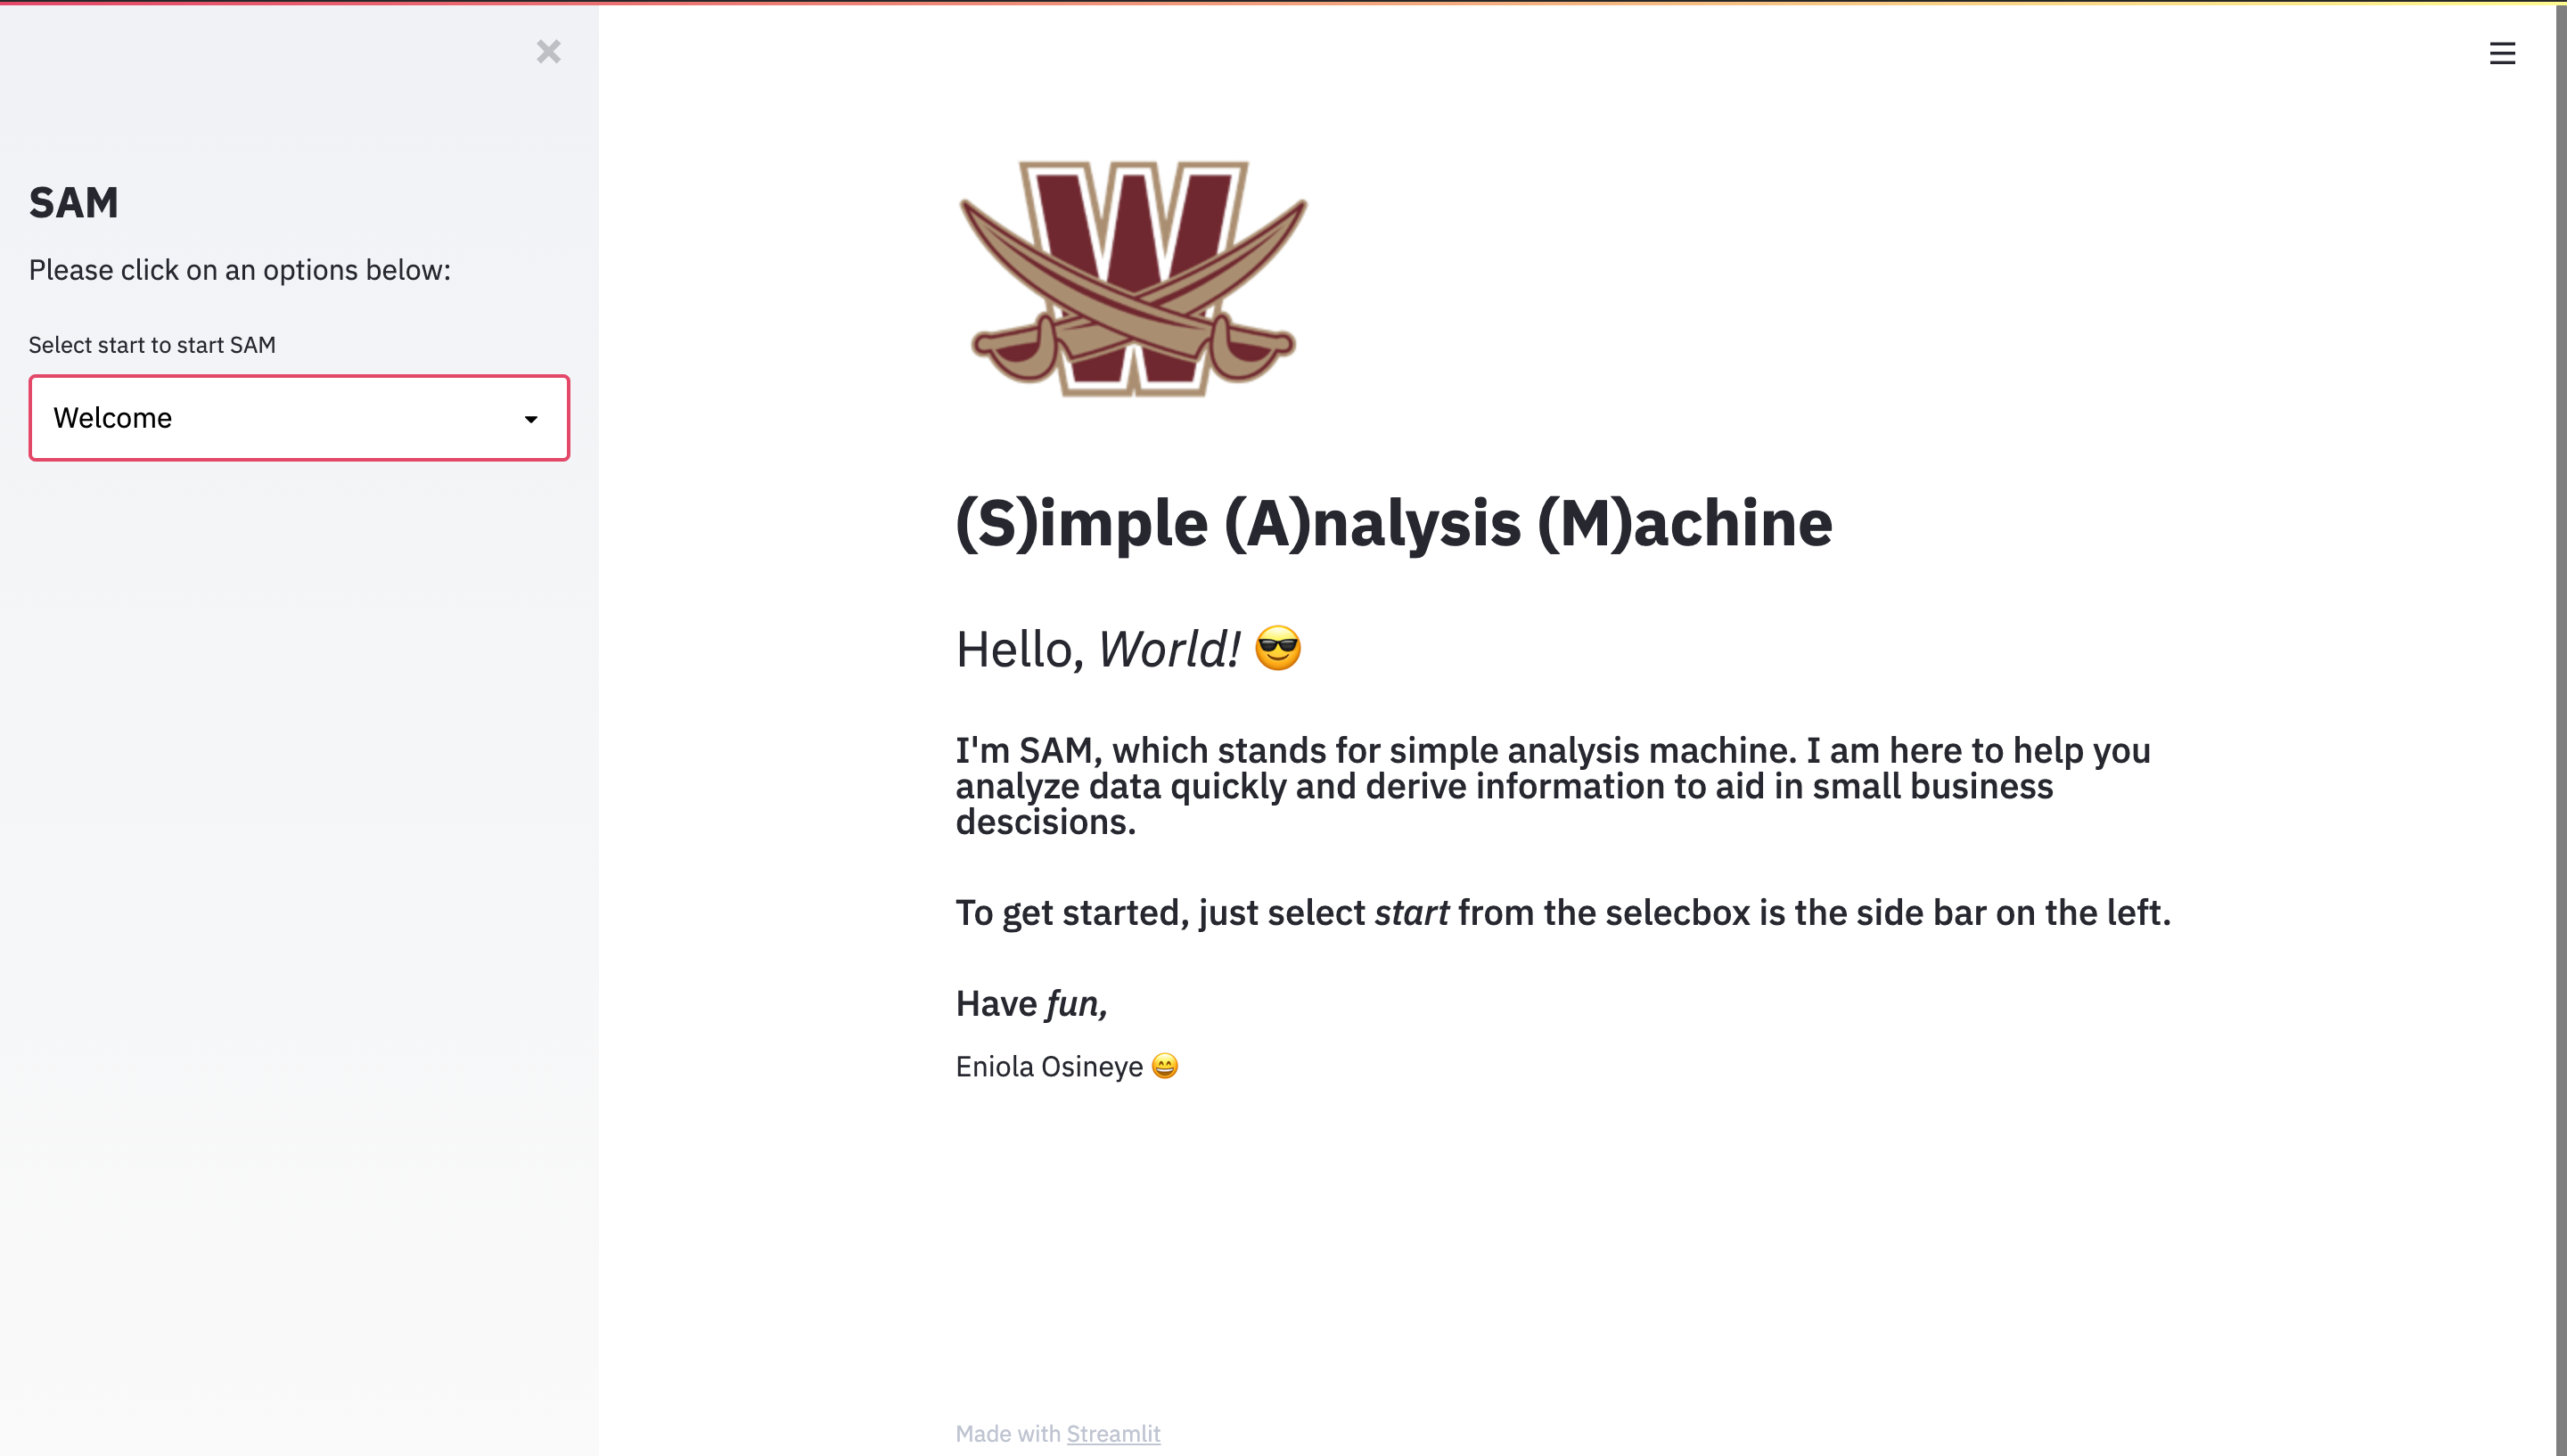 SAM
Please click on an options below:
Select start to start SAM
Welcome
W
(S)imple (A)nalysis (M)achine
Hello, World! 😎
I'm SAM, which stands for simple analysis machine. I am here to help you
analyze data quickly and derive information to aid in small business
descisions.
To get started, just select start from the selecbox is the side bar on the left.
Have fun,
Eniola Osineye 😄
Made with Streamlit